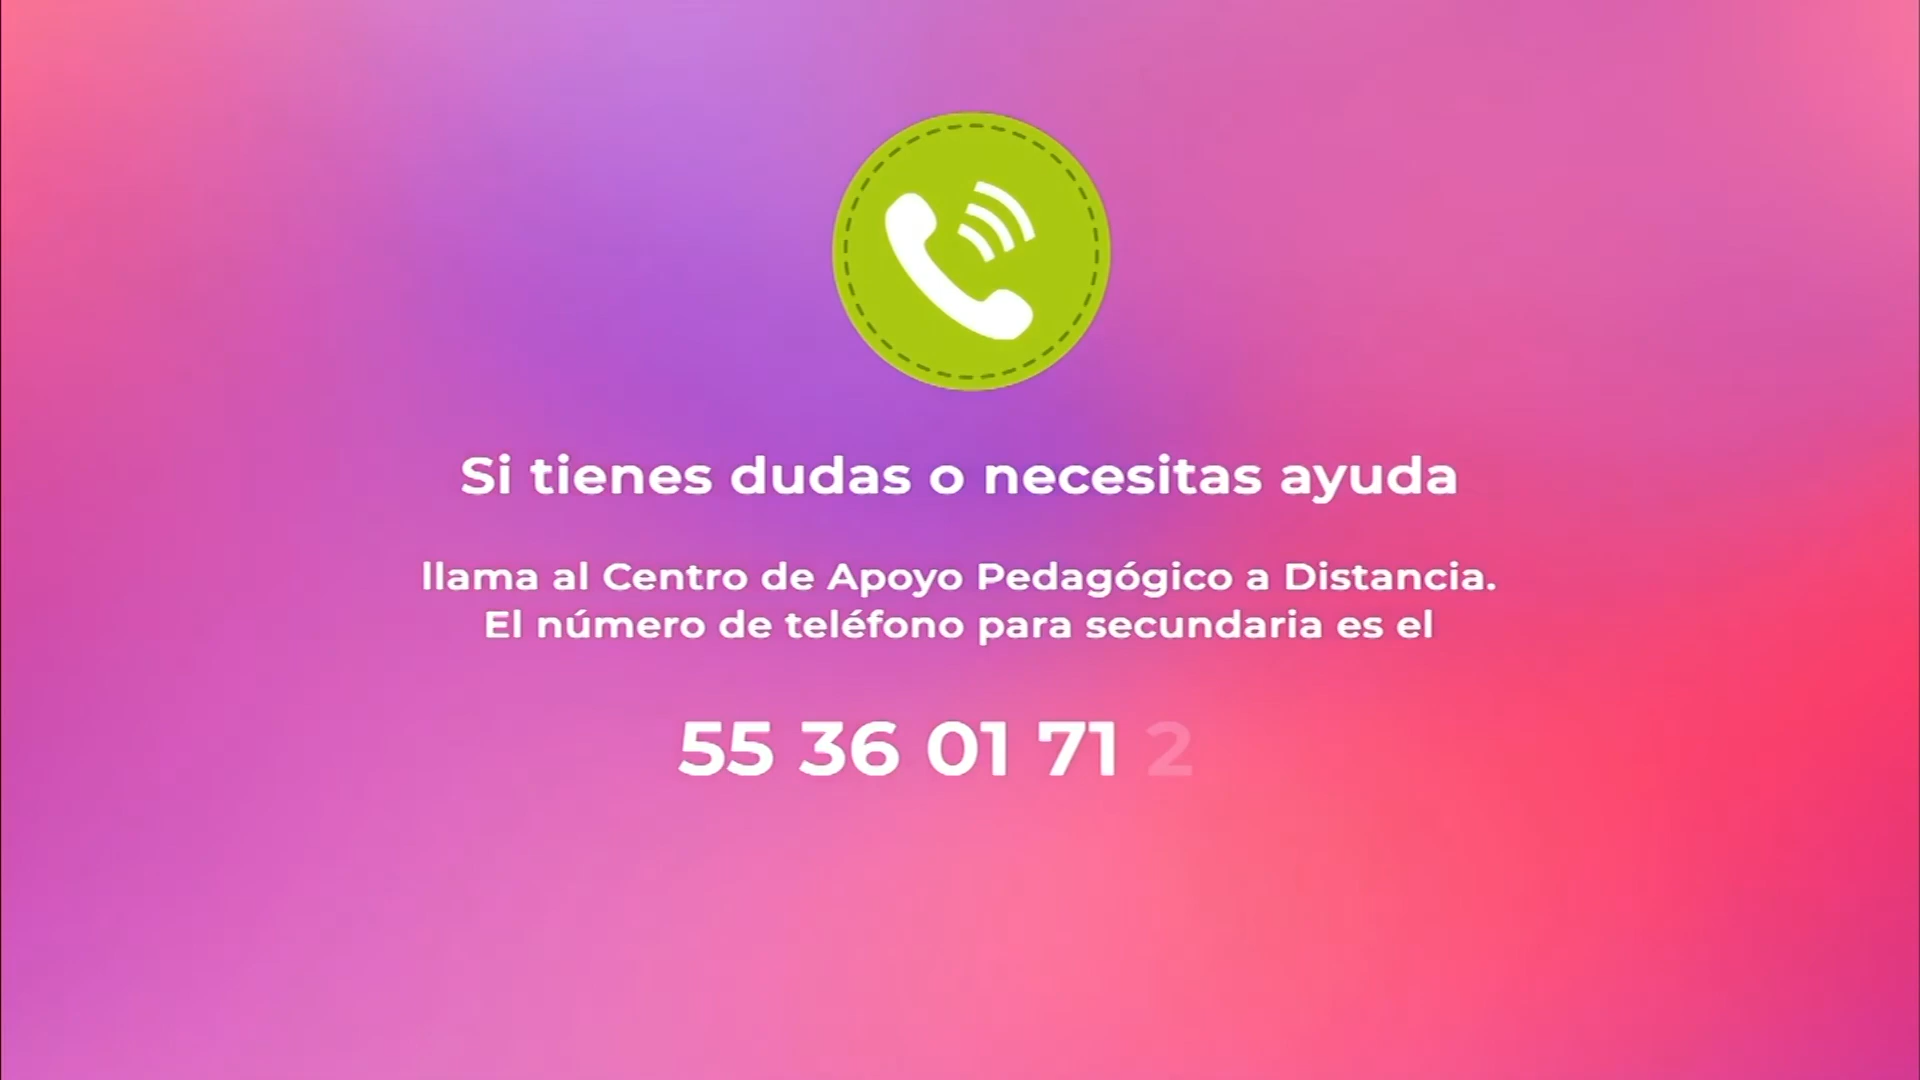 Si tienes dudas o necesitas ayuda
llama al Centro de Apoyo Pedagógico a Distancia.
El número de teléfono para secundaria es el
55 36 01 71 2